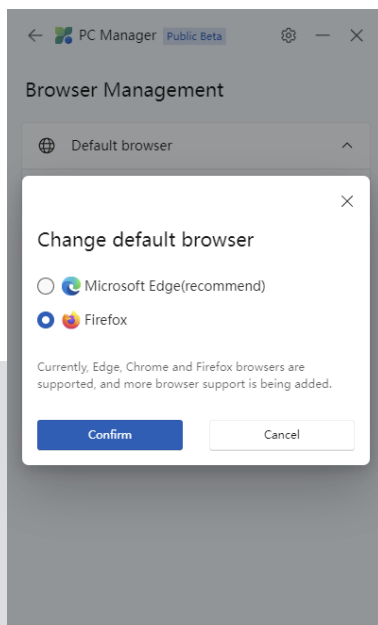 PC Manager Public Beta
Browser Management
Default browser
Change default browser
Microsoft Edge(recommend)
Firefox
Currently, Edge, Chrome and Firefox browsers are
supported, and more browser support is being added.
Confirm Cancel